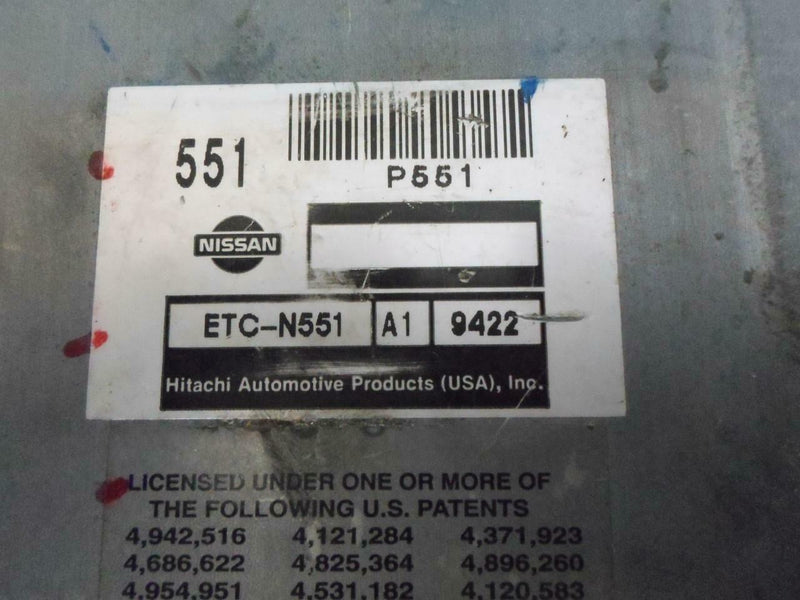 551
P551
NISSAN
ETC-N551 A1 9422
Hitachi Automotive Products (USA), Inc.
LICENSED UNDER ONE OR MORE OF
THE FOLLOWING U.S. PATENTS
4,942,516 4,121,284 4,371,923
4,686,622 4,825,364 4,896,260
4,954,951 4,531,182 4,120,583